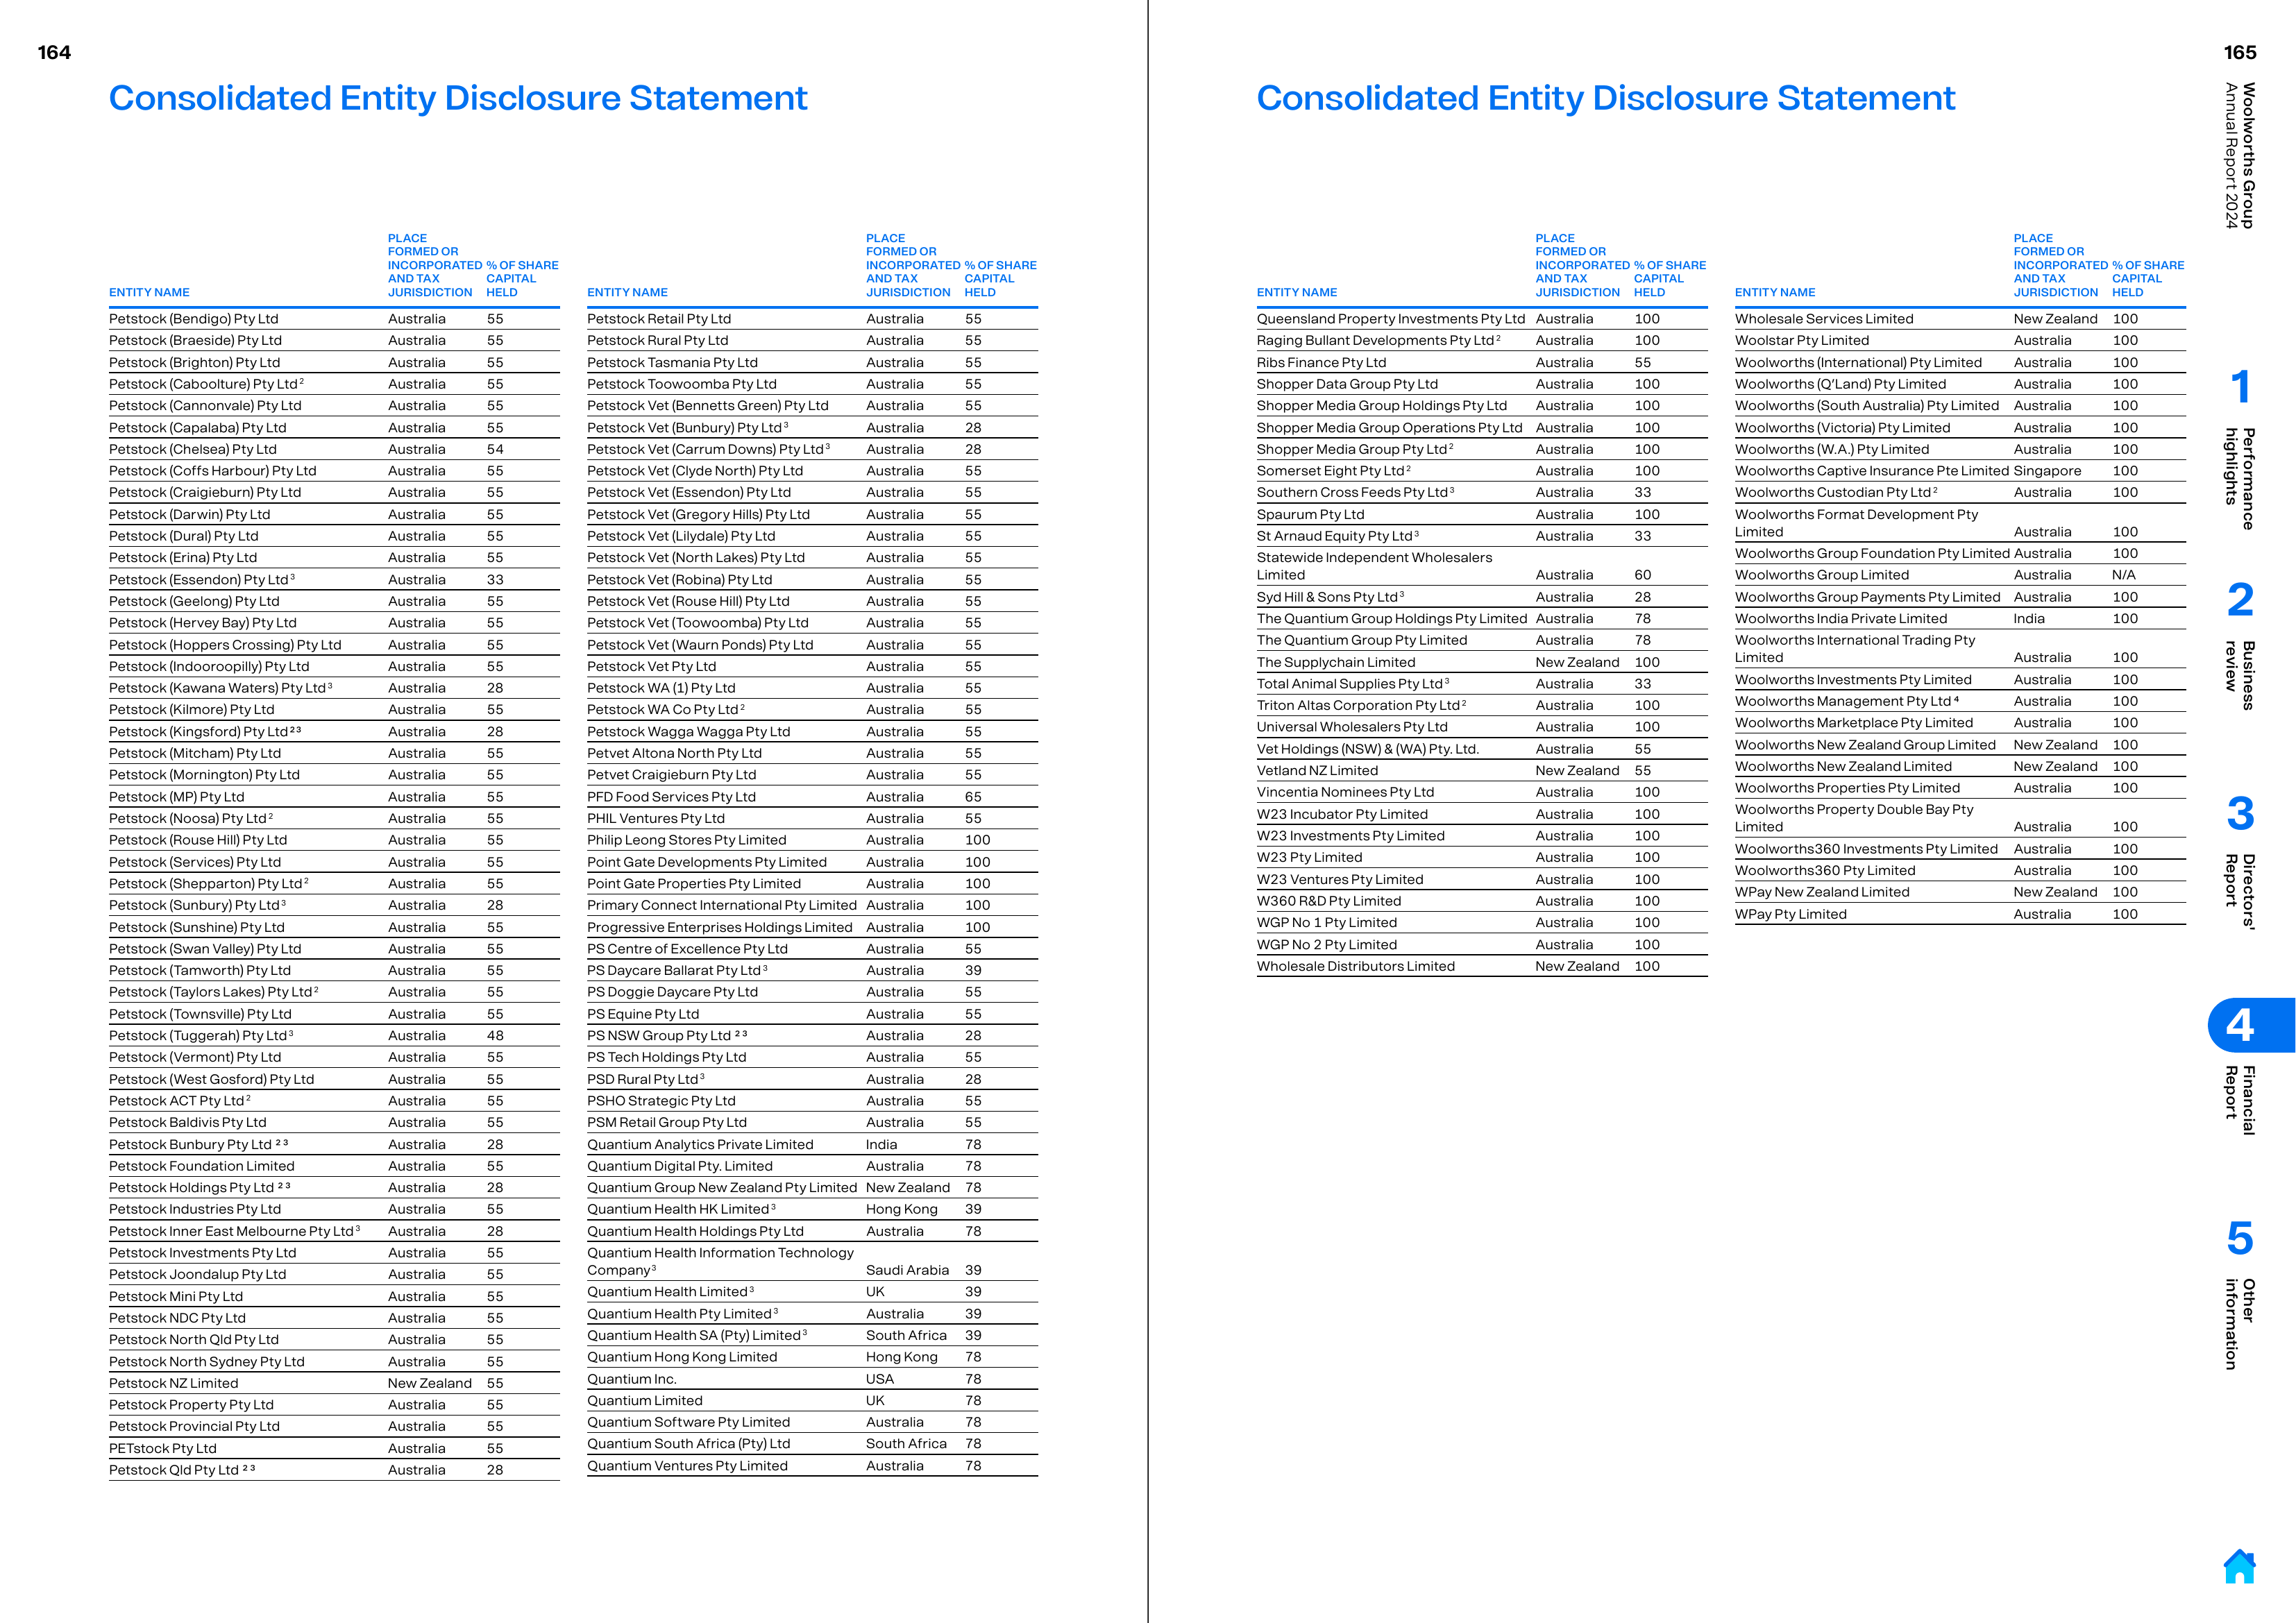 164
Consolidated Entity Disclosure Statement
ENTITY NAME
PLACE
FORMED OR
INCORPORATED
AND TAX
JURISDICTION
% OF SHARE
CAPITAL
HELD
Petstock (Bendigo) Pty Ltd Australia 55
Petstock (Braeside) Pty Ltd Australia 55
Petstock (Brighton) Pty Ltd Australia 55
Petstock (Caboolture) Pty Ltd 2 Australia 55
Petstock (Cannonvale) Pty Ltd Australia 55
Petstock (Capalaba) Pty Ltd Australia 55
Petstock (Chelsea) Pty Ltd Australia 54
Petstock (Coffs Harbour) Pty Ltd Australia 55
Petstock (Craigieburn) Pty Ltd Australia 55
Petstock (Darwin) Pty Ltd Australia 55
Petstock (Dural) Pty Ltd Australia 55
Petstock (Erina) Pty Ltd Australia 55
Petstock (Essendon) Pty Ltd 3 Australia 33
Petstock (Geelong) Pty Ltd Australia 55
Petstock (Hervey Bay) Pty Ltd Australia 55
Petstock (Hoppers Crossing) Pty Ltd Australia 55
Petstock (Indooroopilly) Pty Ltd Australia 55
Petstock (Kawana Waters) Pty Ltd 3 Australia 28
Petstock (Kilmore) Pty Ltd Australia 55
Petstock (Kingsford) Pty Ltd 2 3 Australia 28
Petstock (Mitcham) Pty Ltd Australia 55
Petstock (Mornington) Pty Ltd Australia 55
Petstock (MP) Pty Ltd Australia 55
Petstock (Noosa) Pty Ltd 2 Australia 55
Petstock (Rouse Hill) Pty Ltd Australia 55
Petstock (Services) Pty Ltd Australia 55
Petstock (Shepparton) Pty Ltd 2 Australia 55
Petstock (Sunbury) Pty Ltd 3 Australia 28
Petstock (Sunshine) Pty Ltd Australia 55
Petstock (Swan Valley) Pty Ltd Australia 55
Petstock (Tamworth) Pty Ltd Australia 55
Petstock (Taylors Lakes) Pty Ltd 2 Australia 55
Petstock (Townsville) Pty Ltd Australia 55
Petstock (Tuggerah) Pty Ltd 3 Australia 48
Petstock (Vermont) Pty Ltd Australia 55
Petstock (West Gosford) Pty Ltd Australia 55
Petstock ACT Pty Ltd 2 Australia 55
Petstock Baldivis Pty Ltd Australia 55
Petstock Bunbury Pty Ltd 2 3 Australia 28
Petstock Foundation Limited Australia 55
Petstock Holdings Pty Ltd 2 3 Australia 28
Petstock Industries Pty Ltd Australia 55
Petstock Inner East Melbourne Pty Ltd 3 Australia 28
Petstock Investments Pty Ltd Australia 55
Petstock Joondalup Pty Ltd Australia 55
Petstock Mini Pty Ltd Australia 55
Petstock NDC Pty Ltd Australia 55
Petstock North Qld Pty Ltd Australia 55
Petstock North Sydney Pty Ltd Australia 55
Petstock NZ Limited New Zealand 55
Petstock Property Pty Ltd Australia 55
Petstock Provincial Pty Ltd Australia 55
PETstock Pty Ltd Australia 55
Petstock Qld Pty Ltd 2 3 Australia 28
ENTITY NAME
PLACE
FORMED OR
INCORPORATED
AND TAX
JURISDICTION
% OF SHARE
CAPITAL
HELD
Petstock Retail Pty Ltd Australia 55
Petstock Rural Pty Ltd Australia 55
Petstock Tasmania Pty Ltd Australia 55
Petstock Toowoomba Pty Ltd Australia 55
Petstock Vet (Bennetts Green) Pty Ltd Australia 55
Petstock Vet (Bunbury) Pty Ltd 3 Australia 28
Petstock Vet (Carrum Downs) Pty Ltd 3 Australia 28
Petstock Vet (Clyde North) Pty Ltd Australia 55
Petstock Vet (Essendon) Pty Ltd Australia 55
Petstock Vet (Gregory Hills) Pty Ltd Australia 55
Petstock Vet (Lilydale) Pty Ltd Australia 55
Petstock Vet (North Lakes) Pty Ltd Australia 55
Petstock Vet (Robina) Pty Ltd Australia 55
Petstock Vet (Rouse Hill) Pty Ltd Australia 55
Petstock Vet (Toowoomba) Pty Ltd Australia 55
Petstock Vet (Waurn Ponds) Pty Ltd Australia 55
Petstock Vet Pty Ltd Australia 55
Petstock WA (1) Pty Ltd Australia 55
Petstock WA Co Pty Ltd 2 Australia 55
Petstock Wagga Wagga Pty Ltd Australia 55
Petvet Altona North Pty Ltd Australia 55
Petvet Craigieburn Pty Ltd Australia 55
PFD Food Services Pty Ltd Australia 65
PHIL Ventures Pty Ltd Australia 55
Philip Leong Stores Pty Limited Australia 100
Point Gate Developments Pty Limited Australia 100
Point Gate Properties Pty Limited Australia 100
Primary Connect International Pty Limited Australia 100
Progressive Enterprises Holdings Limited Australia 100
PS Centre of Excellence Pty Ltd Australia 55
PS Daycare Ballarat Pty Ltd 3 Australia 39
PS Doggie Daycare Pty Ltd Australia 55
PS Equine Pty Ltd Australia 55
PS NSW Group Pty Ltd 2 3 Australia 28
PS Tech Holdings Pty Ltd Australia 55
PSD Rural Pty Ltd 3 Australia 28
PSHO Strategic Pty Ltd Australia 55
PSM Retail Group Pty Ltd Australia 55
Quantium Analytics Private Limited India 78
Quantium Digital Pty. Limited Australia 78
Quantium Group New Zealand Pty Limited New Zealand 78
Quantium Health HK Limited 3 Hong Kong 39
Quantium Health Holdings Pty Ltd Australia 78
Quantium Health Information Technology
Company 3 Saudi Arabia 39
Quantium Health Limited 3 UK 39
Quantium Health Pty Limited 3 Australia 39
Quantium Health SA (Pty) Limited 3 South Africa 39
Quantium Hong Kong Limited Hong Kong 78
Quantium Inc. USA 78
Quantium Limited UK 78
Quantium Software Pty Limited Australia 78
Quantium South Africa (Pty) Ltd South Africa 78
Quantium Ventures Pty Limited Australia 78
Consolidated Entity Disclosure Statement
ENTITY NAME
PLACE
FORMED OR
INCORPORATED
AND TAX
JURISDICTION
% OF SHARE
CAPITAL
HELD
Queensland Property Investments Pty Ltd Australia 100
Raging Bullant Developments Pty Ltd 2 Australia 100
Ribs Finance Pty Ltd Australia 55
Shopper Data Group Pty Ltd Australia 100
Shopper Media Group Holdings Pty Ltd Australia 100
Shopper Media Group Operations Pty Ltd Australia 100
Shopper Media Group Pty Ltd 2 Australia 100
Somerset Eight Pty Ltd 2 Australia 100
Southern Cross Feeds Pty Ltd 3 Australia 33
Spaurum Pty Ltd Australia 100
St Arnaud Equity Pty Ltd 3 Australia 33
Statewide Independent Wholesalers
Limited Australia 60
Syd Hill & Sons Pty Ltd 3 Australia 28
The Quantium Group Holdings Pty Limited Australia 78
The Quantium Group Pty Limited Australia 78
The Supplychain Limited New Zealand 100
Total Animal Supplies Pty Ltd 3 Australia 33
Triton Altas Corporation Pty Ltd 2 Australia 100
Universal Wholesalers Pty Ltd Australia 100
Vet Holdings (NSW) & (WA) Pty. Ltd. Australia 55
Vetland NZ Limited New Zealand 55
Vincentia Nominees Pty Ltd Australia 100
W23 Incubator Pty Limited Australia 100
W23 Investments Pty Limited Australia 100
W23 Pty Limited Australia 100
W23 Ventures Pty Limited Australia 100
W360 R&D Pty Limited Australia 100
WGP No 1 Pty Limited Australia 100
WGP No 2 Pty Limited Australia 100
Wholesale Distributors Limited New Zealand 100
ENTITY NAME
PLACE
FORMED OR
INCORPORATED
AND TAX
JURISDICTION
% OF SHARE
CAPITAL
HELD
Wholesale Services Limited New Zealand 100
Woolstar Pty Limited Australia 100
Woolworths (International) Pty Limited Australia 100
Woolworths (Q’Land) Pty Limited Australia 100
Woolworths (South Australia) Pty Limited Australia 100
Woolworths (Victoria) Pty Limited Australia 100
Woolworths (W.A.) Pty Limited Australia 100
Woolworths Captive Insurance Pte Limited Singapore 100
Woolworths Custodian Pty Ltd 2 Australia 100
Woolworths Format Development Pty
Limited Australia 100
Woolworths Group Foundation Pty Limited Australia 100
Woolworths Group Limited Australia N/A
Woolworths Group Payments Pty Limited Australia 100
Woolworths India Private Limited India 100
Woolworths International Trading Pty
Limited Australia 100
Woolworths Investments Pty Limited Australia 100
Woolworths Management Pty Ltd 4 Australia 100
Woolworths Marketplace Pty Limited Australia 100
Woolworths New Zealand Group Limited New Zealand 100
Woolworths New Zealand Limited New Zealand 100
Woolworths Properties Pty Limited Australia 100
Woolworths Property Double Bay Pty
Limited Australia 100
Woolworths360 Investments Pty Limited Australia 100
Woolworths360 Pty Limited Australia 100
WPay New Zealand Limited New Zealand 100
WPay Pty Limited Australia 100
165
Woolworths Group
Annual Report 2024
1
Performance
highlights
2
Business
review
3
Directors'
Report
4
Financial
Report
5
Other
information